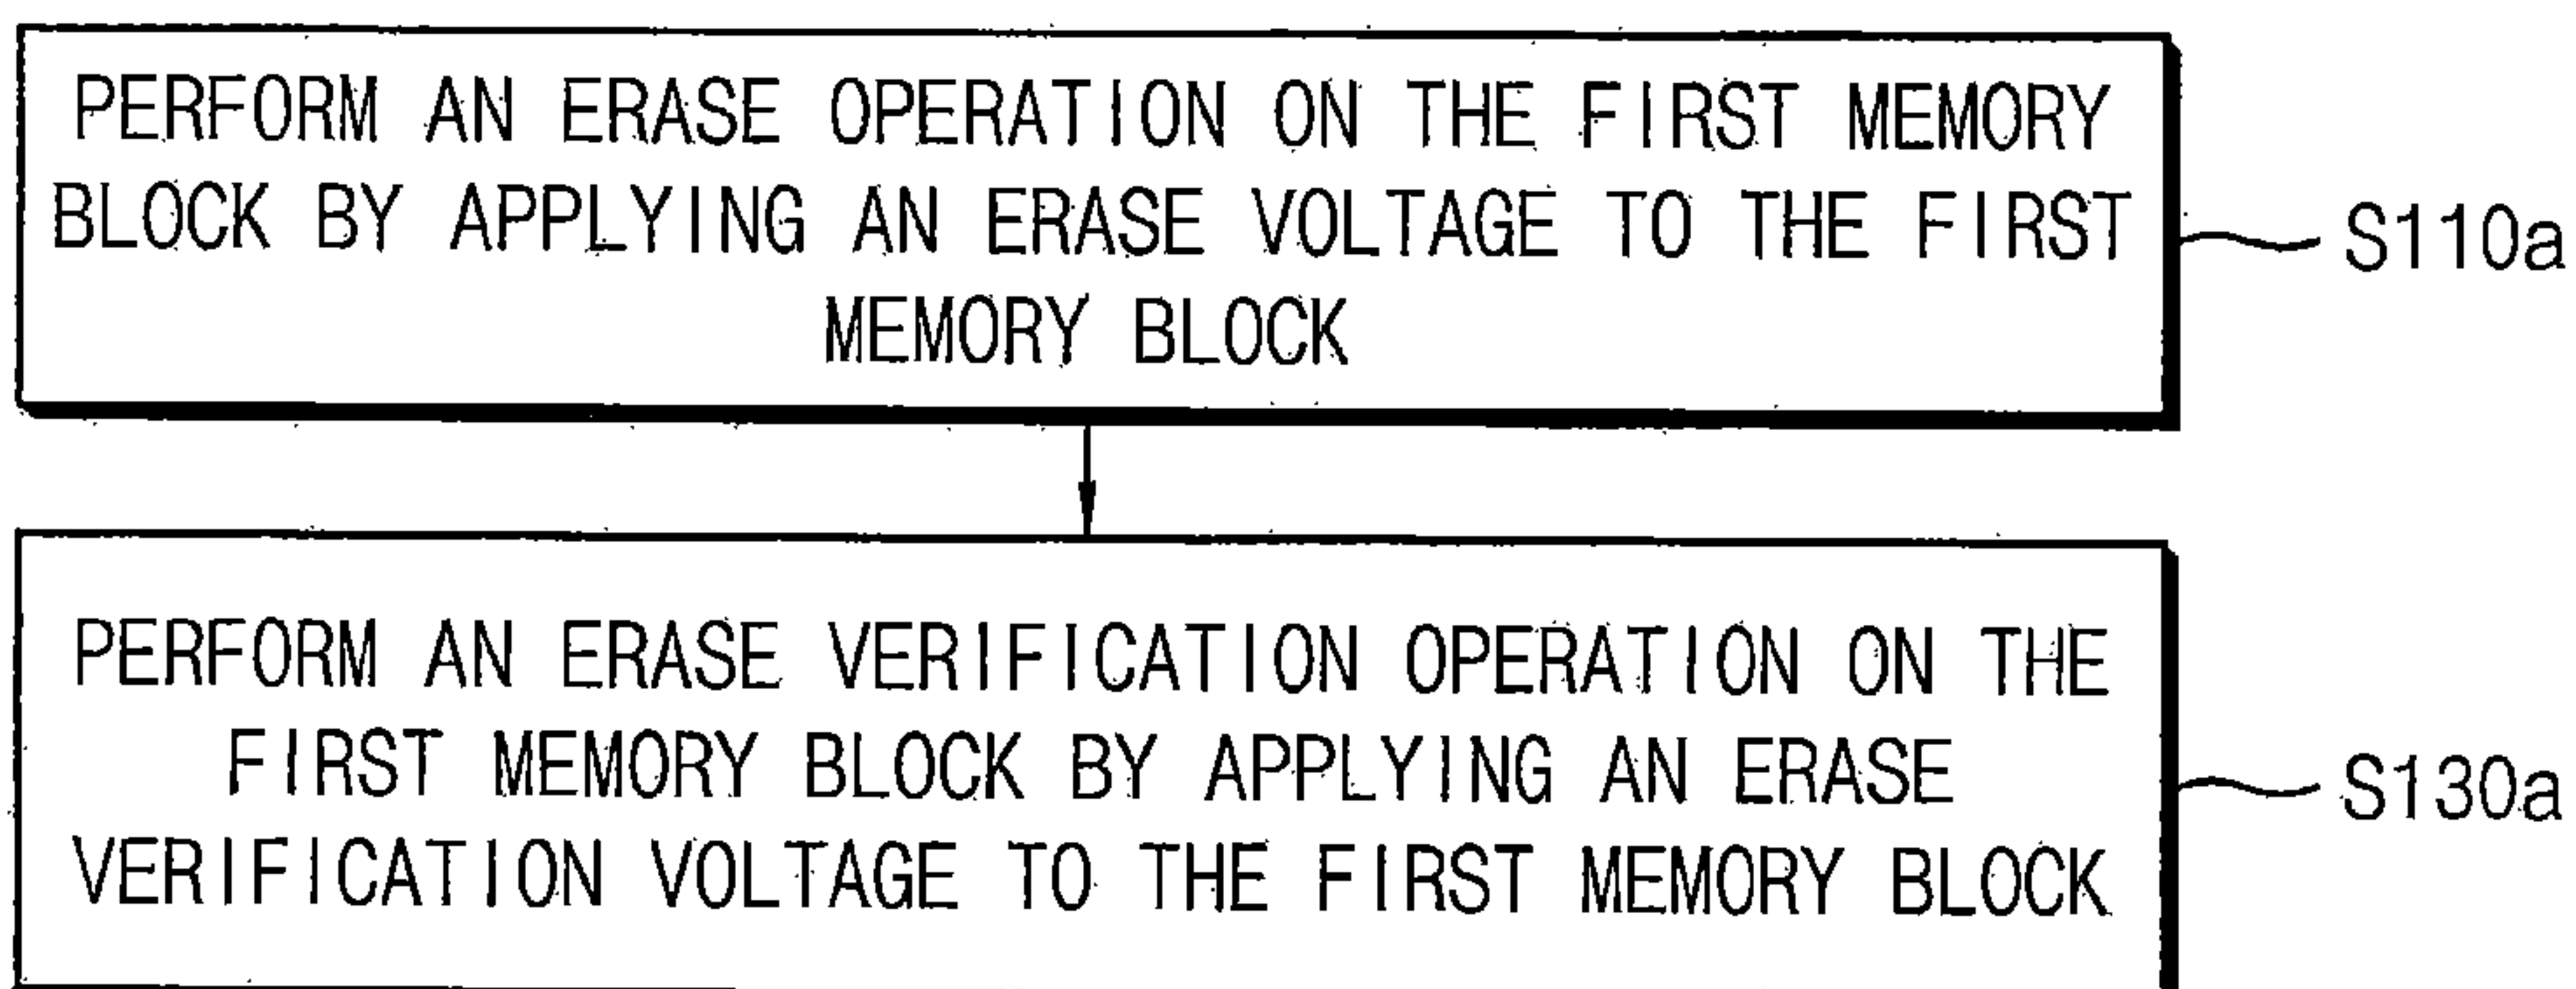 PERFORM AN ERASE OPERATION ON THE FIRST MEMORY
BLOCK BY APPLYING AN ERASE VOLTAGE TO THE FIRST
MEMORY BLOCK
S110a
PERFORM AN ERASE VERIFICATION OPERATION ON THE
FIRST MEMORY BLOCK BY APPLYING AN ERASE
VERIFICATION VOLTAGE TO THE FIRST MEMORY BLOCK
S130a